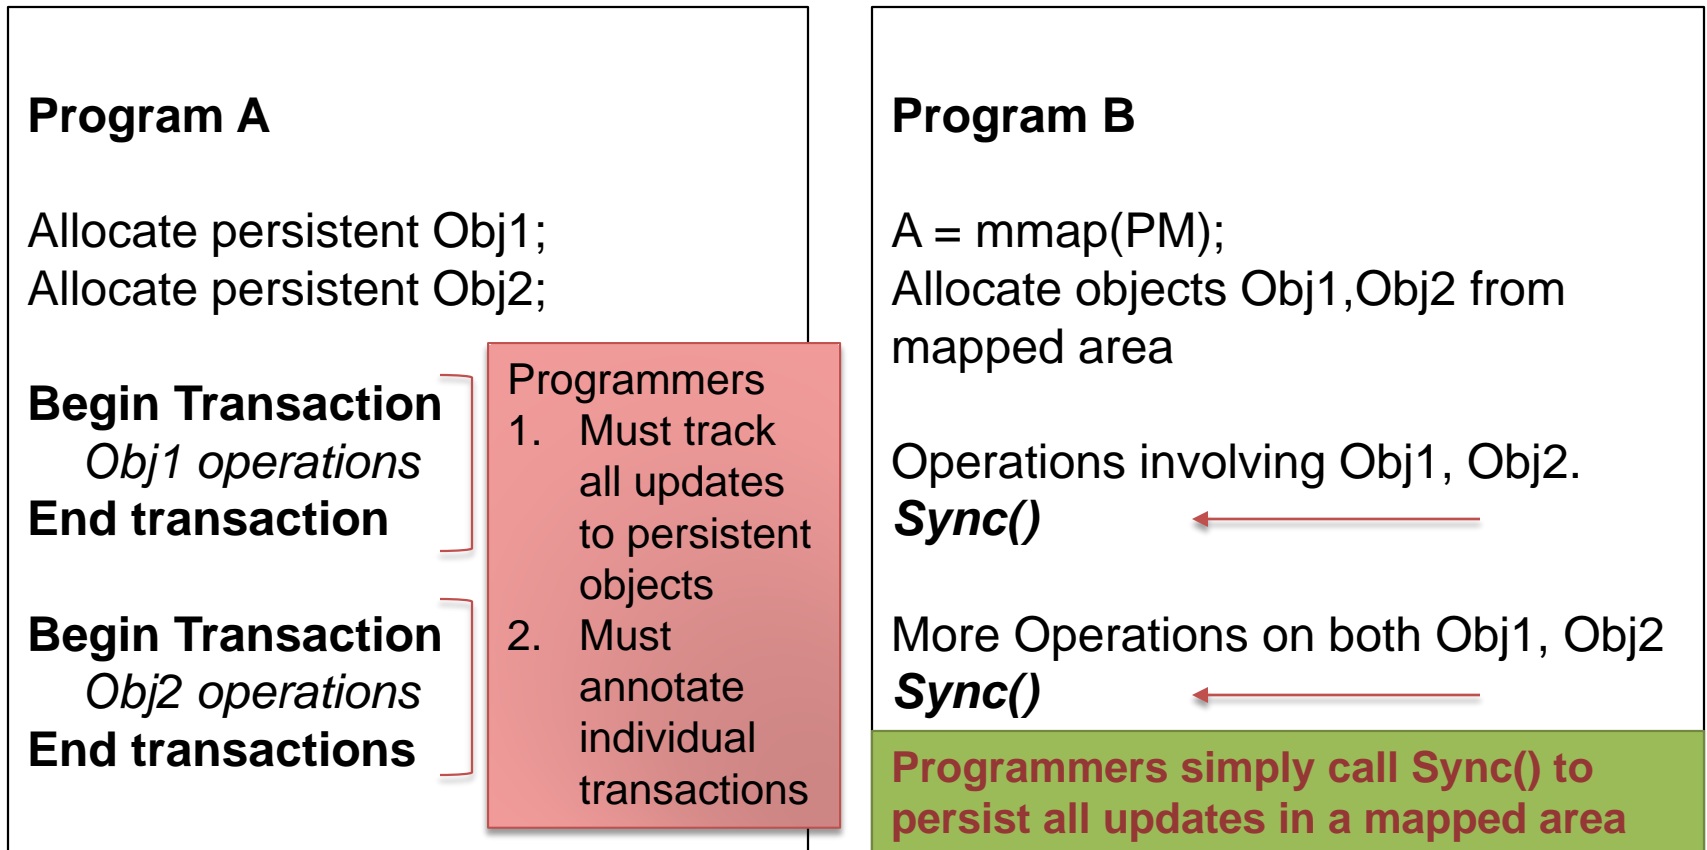 Program A
Allocate persistent Obj1;
Allocate persistent Obj2;
Begin Transaction
Obj1 operations
End transaction
Begin Transaction
Obj2 operations
End transactions
Programmers
1. Must track
all updates
to persistent
objects
2. Must
annotate
individual
transactions
Program B
A = mmap(PM);
Allocate objects Obj1,Obj2 from
mapped area
Operations involving Obj1, Obj2.
Sync()
More Operations on both Obj1, Obj2
Sync()
Programmers simply call Sync() to
persist all updates in a mapped area